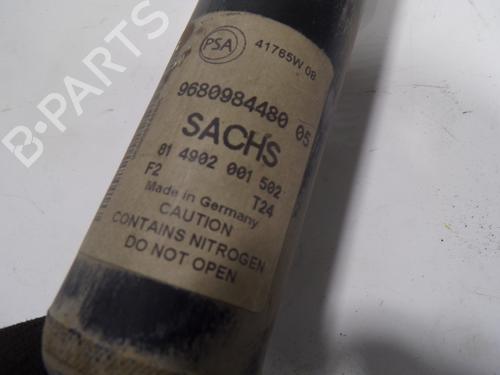 PSA 41765W 08
9680984480 05
SACHS
01 4902 001 502
F2 T24
Made in Germany
CAUTION
CONTAINS NITROGEN
DO NOT OPEN
B-PARTS